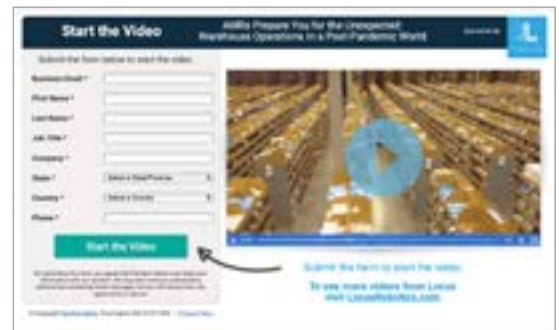 Start the Video
AMRs Prepare You for the Unexpected:
Warehouse Operations in a Post-Pandemic World
Submit the form below to start the video.
Business Email *
First Name *
Last Name *
Job Title *
Company *
State * Select a State/Province
Country * Select a Country
Phone *
Start the Video
Submit the form to start the video.
To see more videos from Locus
visit LocusRobotics.com